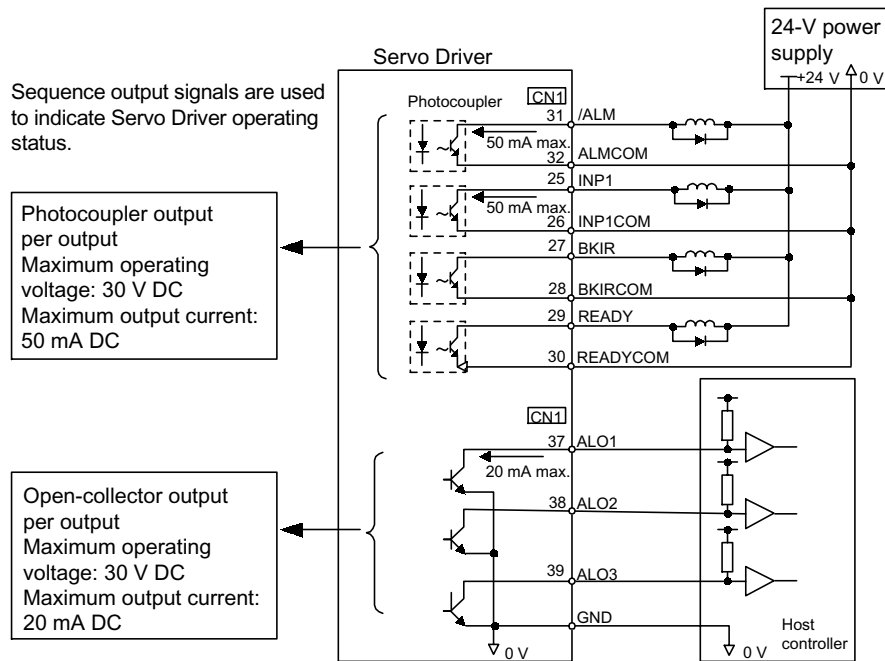 24-V power
supply
+24 V 0 V
Servo Driver
Sequence output signals are used
to indicate Servo Driver operating
status.
Photocoupler
CN1
31 /ALM
50 mA max.
32 ALMCOM
25 INP1
50 mA max.
26 INP1COM
27 BKIR
28 BKIRCOM
29 READY
30 READYCOM
Photocoupler output
per output
Maximum operating
voltage: 30 V DC
Maximum output current:
50 mA DC
CN1
37 ALO1
20 mA max.
38 ALO2
39 ALO3
GND
0 V
Open-collector output
per output
Maximum operating
voltage: 30 V DC
Maximum output current:
20 mA DC
Host
controller
0 V